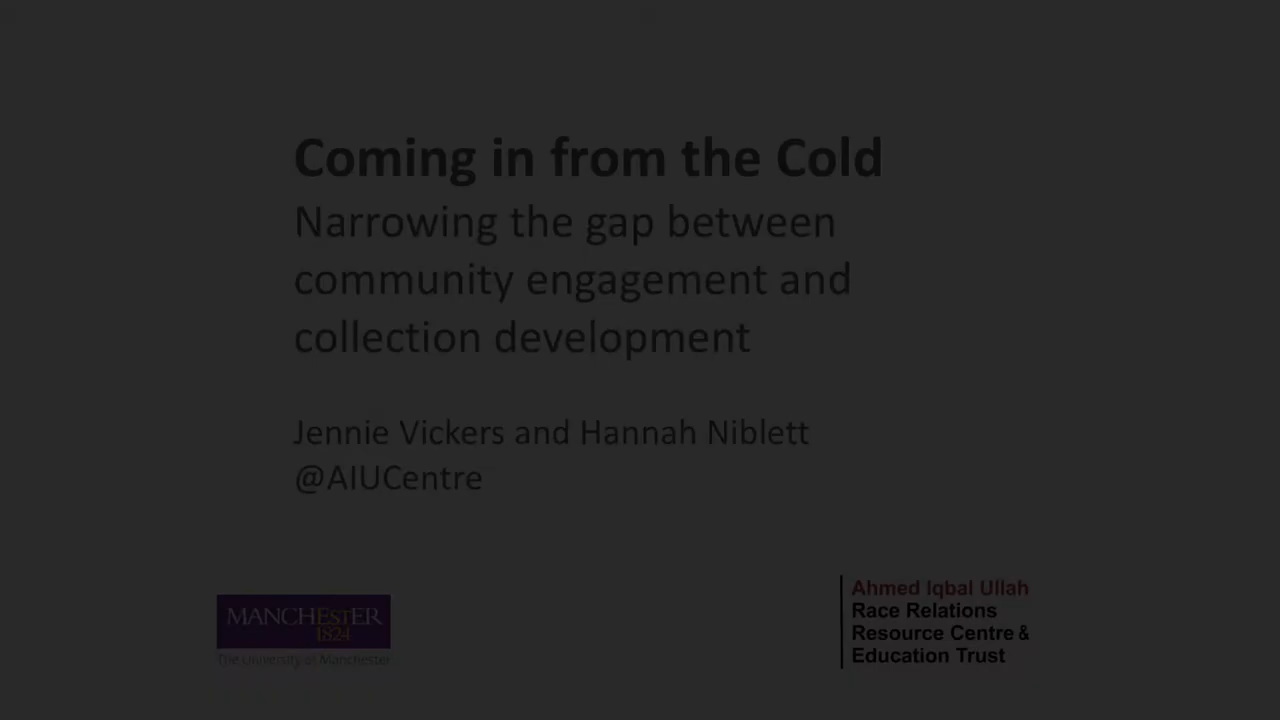 Coming in from the Cold
Narrowing the gap between
community engagement and
collection development
Jennie Vickers and Hannah Niblett
@AIUCentre
MANCHESTER
1824
The University of Manchester
Ahmed Iqbal Ullah
Race Relations
Resource Centre &
Education Trust